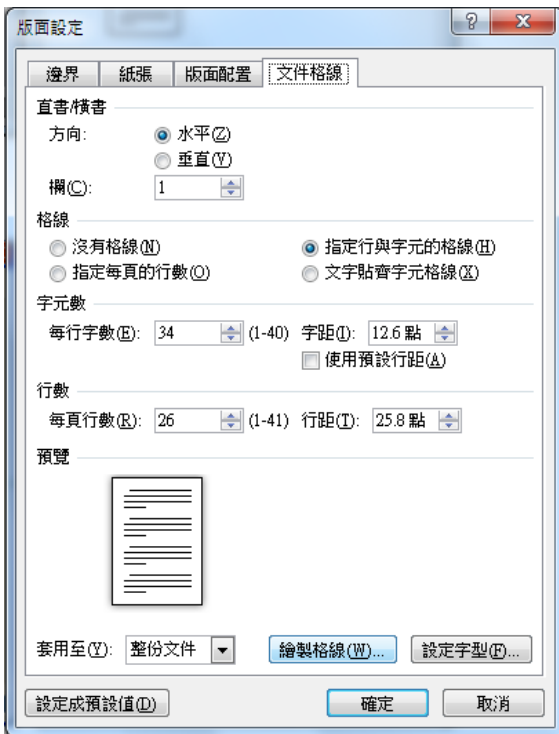 版面設定
邊界 紙張 版面配置 文件格線
直書/橫書
方向: 水平(Z)
垂直(V)
欄(C): 1
格線
沒有格線(N) 指定行與字元的格線(H)
指定每頁的行數(O) 文字貼齊字元格線(X)
字元數
每行字數(E): 34 (1-40) 字距(I): 12.6 點
使用預設行距(A)
行數
每頁行數(R): 26 (1-41) 行距(T): 25.8 點
預覽
套用至(Y): 整份文件 繪製格線(W)... 設定字型(F)...
設定成預設值(D) 確定 取消